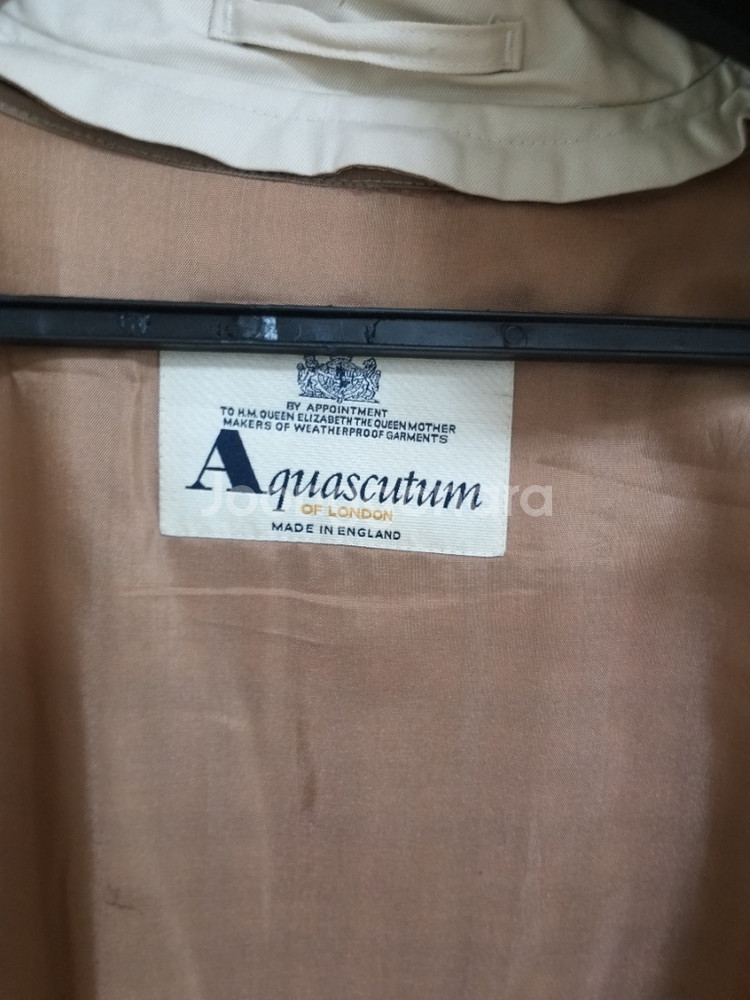 BY APPOINTMENT
TO H.M. QUEEN ELIZABETH THE QUEEN MOTHER
MAKERS OF WEATHERPROOF GARMENTS
Aquascutum
OF LONDON
MADE IN ENGLAND